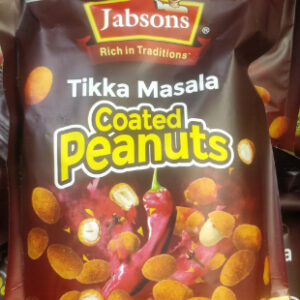 Jabsons®
Rich in Traditions
Tikka Masala
Coated
Peanuts